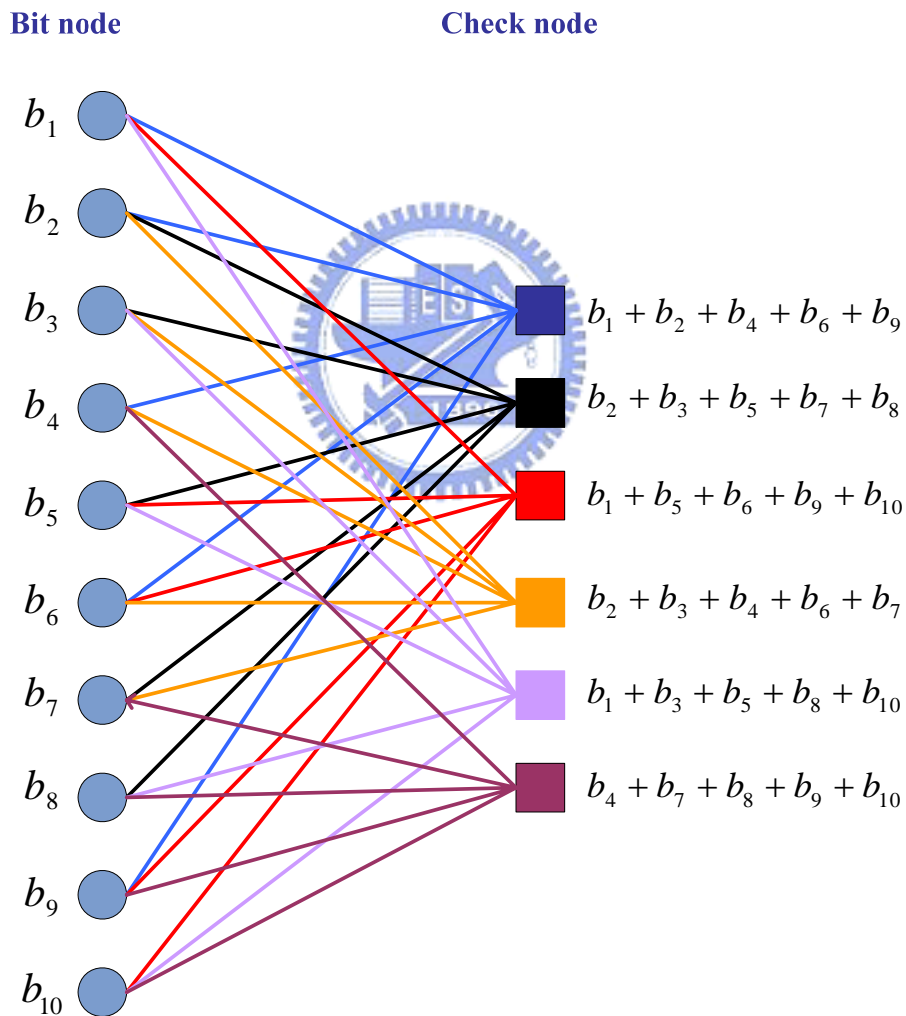 Bit node
Check node
b₁
b₂
b₃
b₄
b₅
b₆
b₇
b₈
b₉
b₁₀
b₁ + b₂ + b₄ + b₆ + b₉
b₂ + b₃ + b₅ + b₇ + b₈
b₁ + b₅ + b₆ + b₉ + b₁₀
b₂ + b₃ + b₄ + b₆ + b₇
b₁ + b₃ + b₅ + b₈ + b₁₀
b₄ + b₇ + b₈ + b₉ + b₁₀